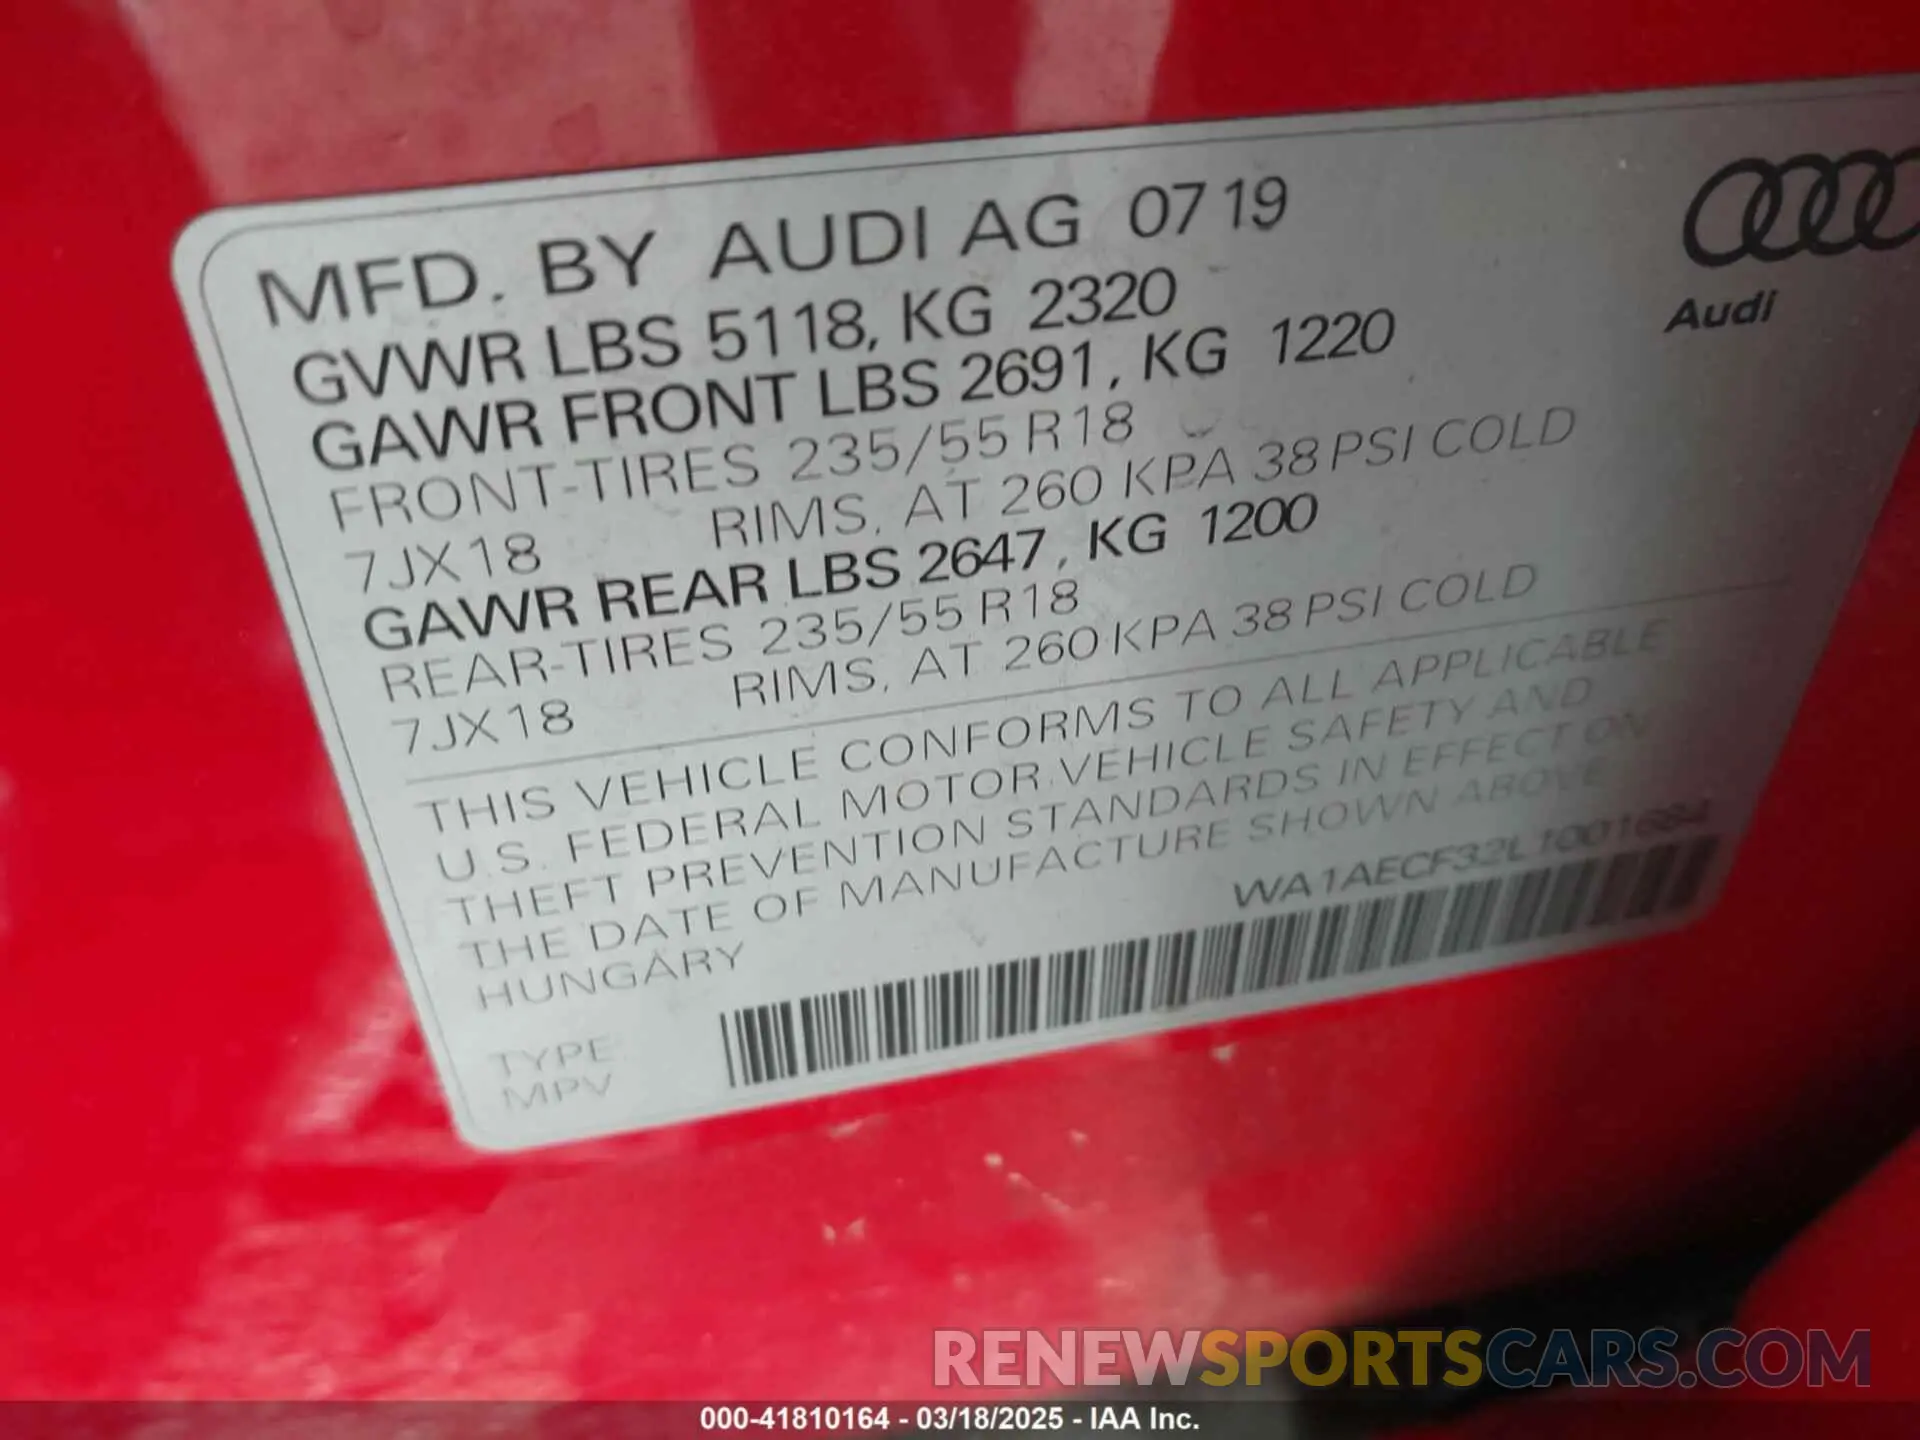 MFD. BY AUDI AG 07 19
GVWR LBS 5118, KG 2320
GAWR FRONT LBS 2691, KG 1220
FRONT-TIRES 235/55 R18
7JX18 RIMS, AT 260 KPA 38 PSI COLD
GAWR REAR LBS 2647, KG 1200
REAR-TIRES 235/55 R18
7JX18 RIMS, AT 260 KPA 38 PSI COLD
THIS VEHICLE CONFORMS TO ALL APPLICABLE
U.S. FEDERAL MOTOR VEHICLE SAFETY AND
THEFT PREVENTION STANDARDS IN EFFECT ON
THE DATE OF MANUFACTURE SHOWN ABOVE
HUNGARY
WA1AECF32L1001684
TYPE
MPV
Audi
RENEWSPORTSCARS.COM
000-41810164 - 03/18/2025 - IAA Inc.